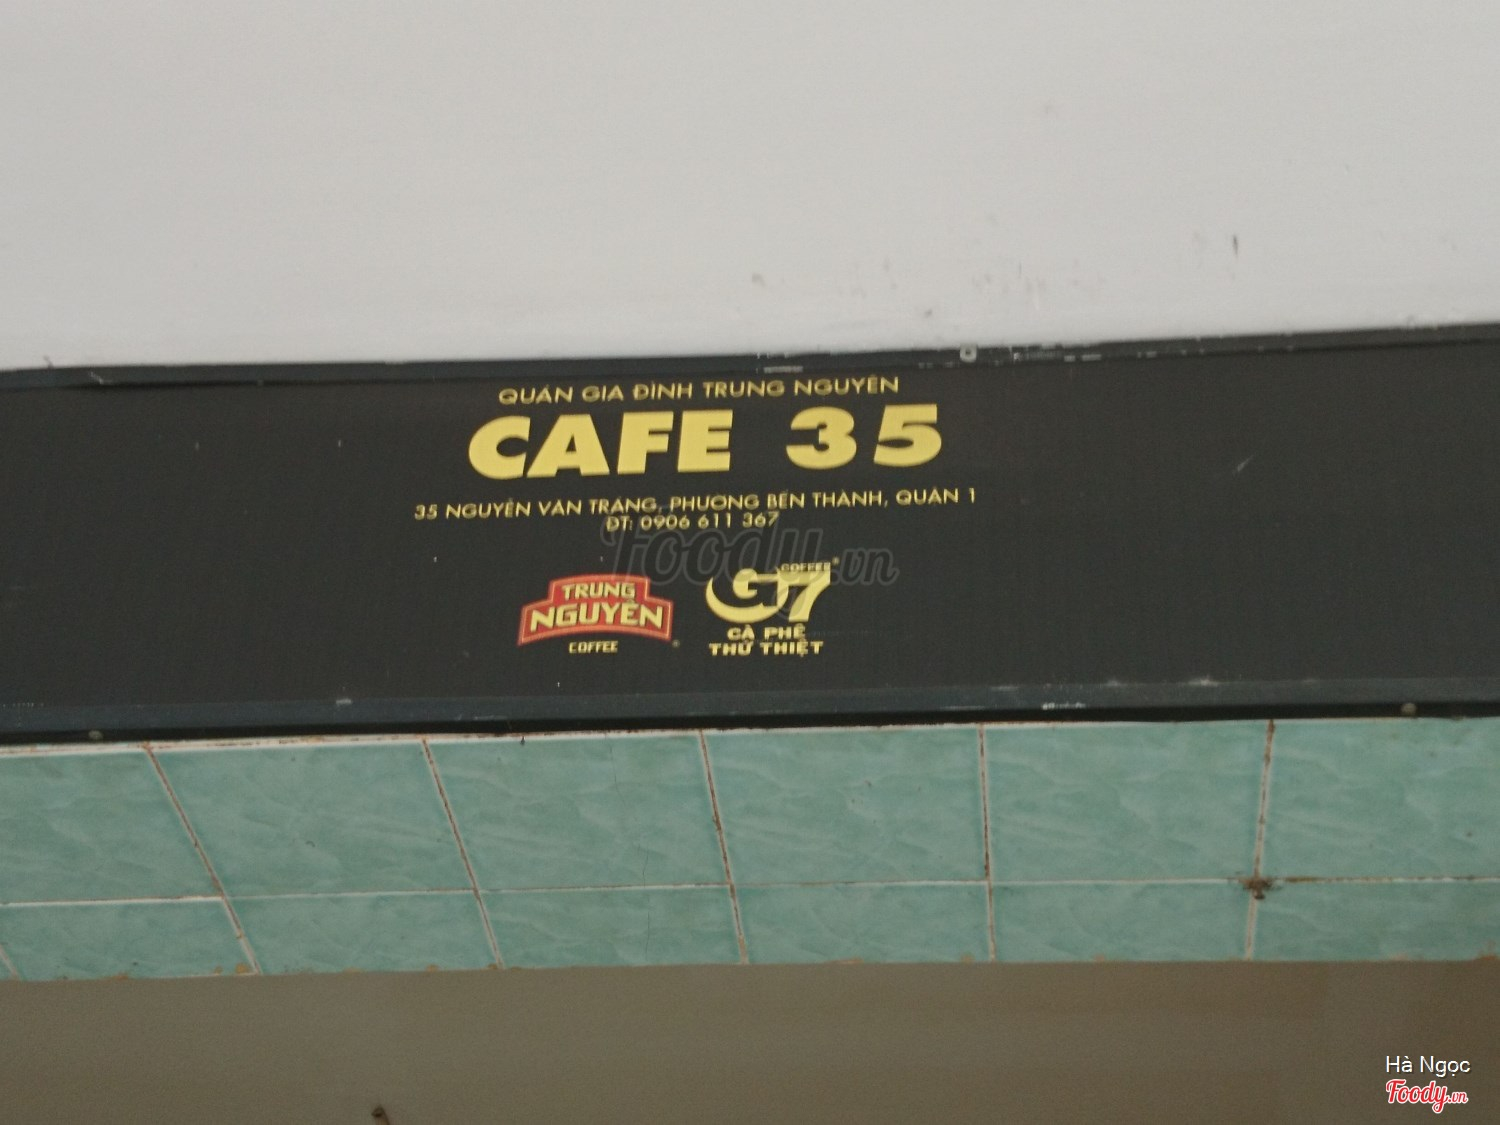 QUÁN GIA ĐÌNH TRUNG NGUYÊN
CAFE 35
35 NGUYỄN VĂN TRÁNG, PHƯỜNG BẾN THÀNH, QUẬN 1
ĐT: 0906 611 367
Foody.vn
TRUNG
NGUYÊN
COFFEE
COFFEE
G7
CÀ PHÊ
THỨ THIỆT
Hà Ngọc
Foody.vn